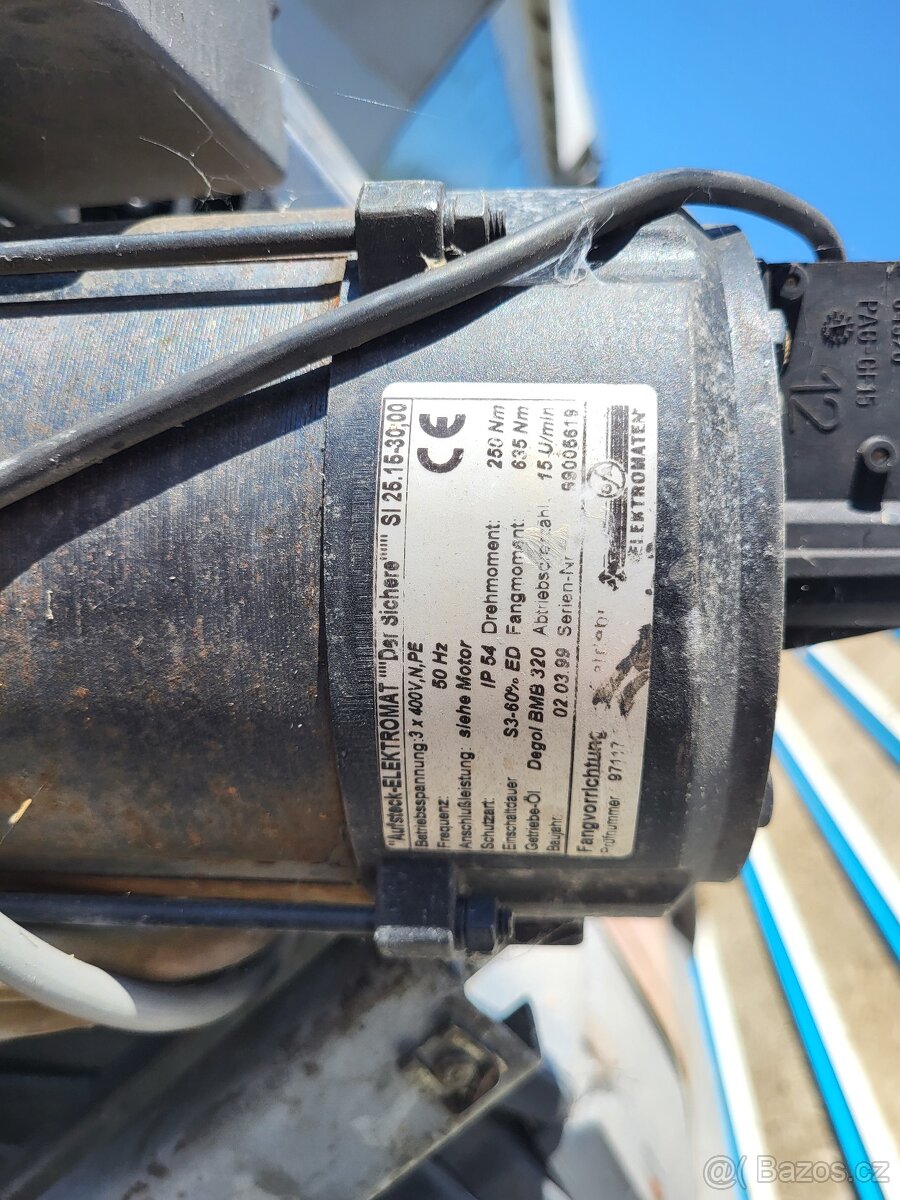 "Aufsteck-ELEKTROMAT ""Der Sichere"" SI 25.15-30,00
Betriebsspannung: 3 x 400V,N,PE
Frequenz: 50 Hz
Anschlußleistung: siehe Motor
Schutzart: IP 54 Drehmoment: 250 Nm
Einschaltdauer S3-60% ED Fangmoment: 635 Nm
Getriebe-Öl Degol BMB 320 Abtriebsdrehzahl 15 U/min
Baujahr 02.03.99 Serien-Nr 99006619
CE
Fangvorrichtung
Prüfnummer 97117
ELEKTROMATEN
PA6-GF15
12
@ Bazos.cz